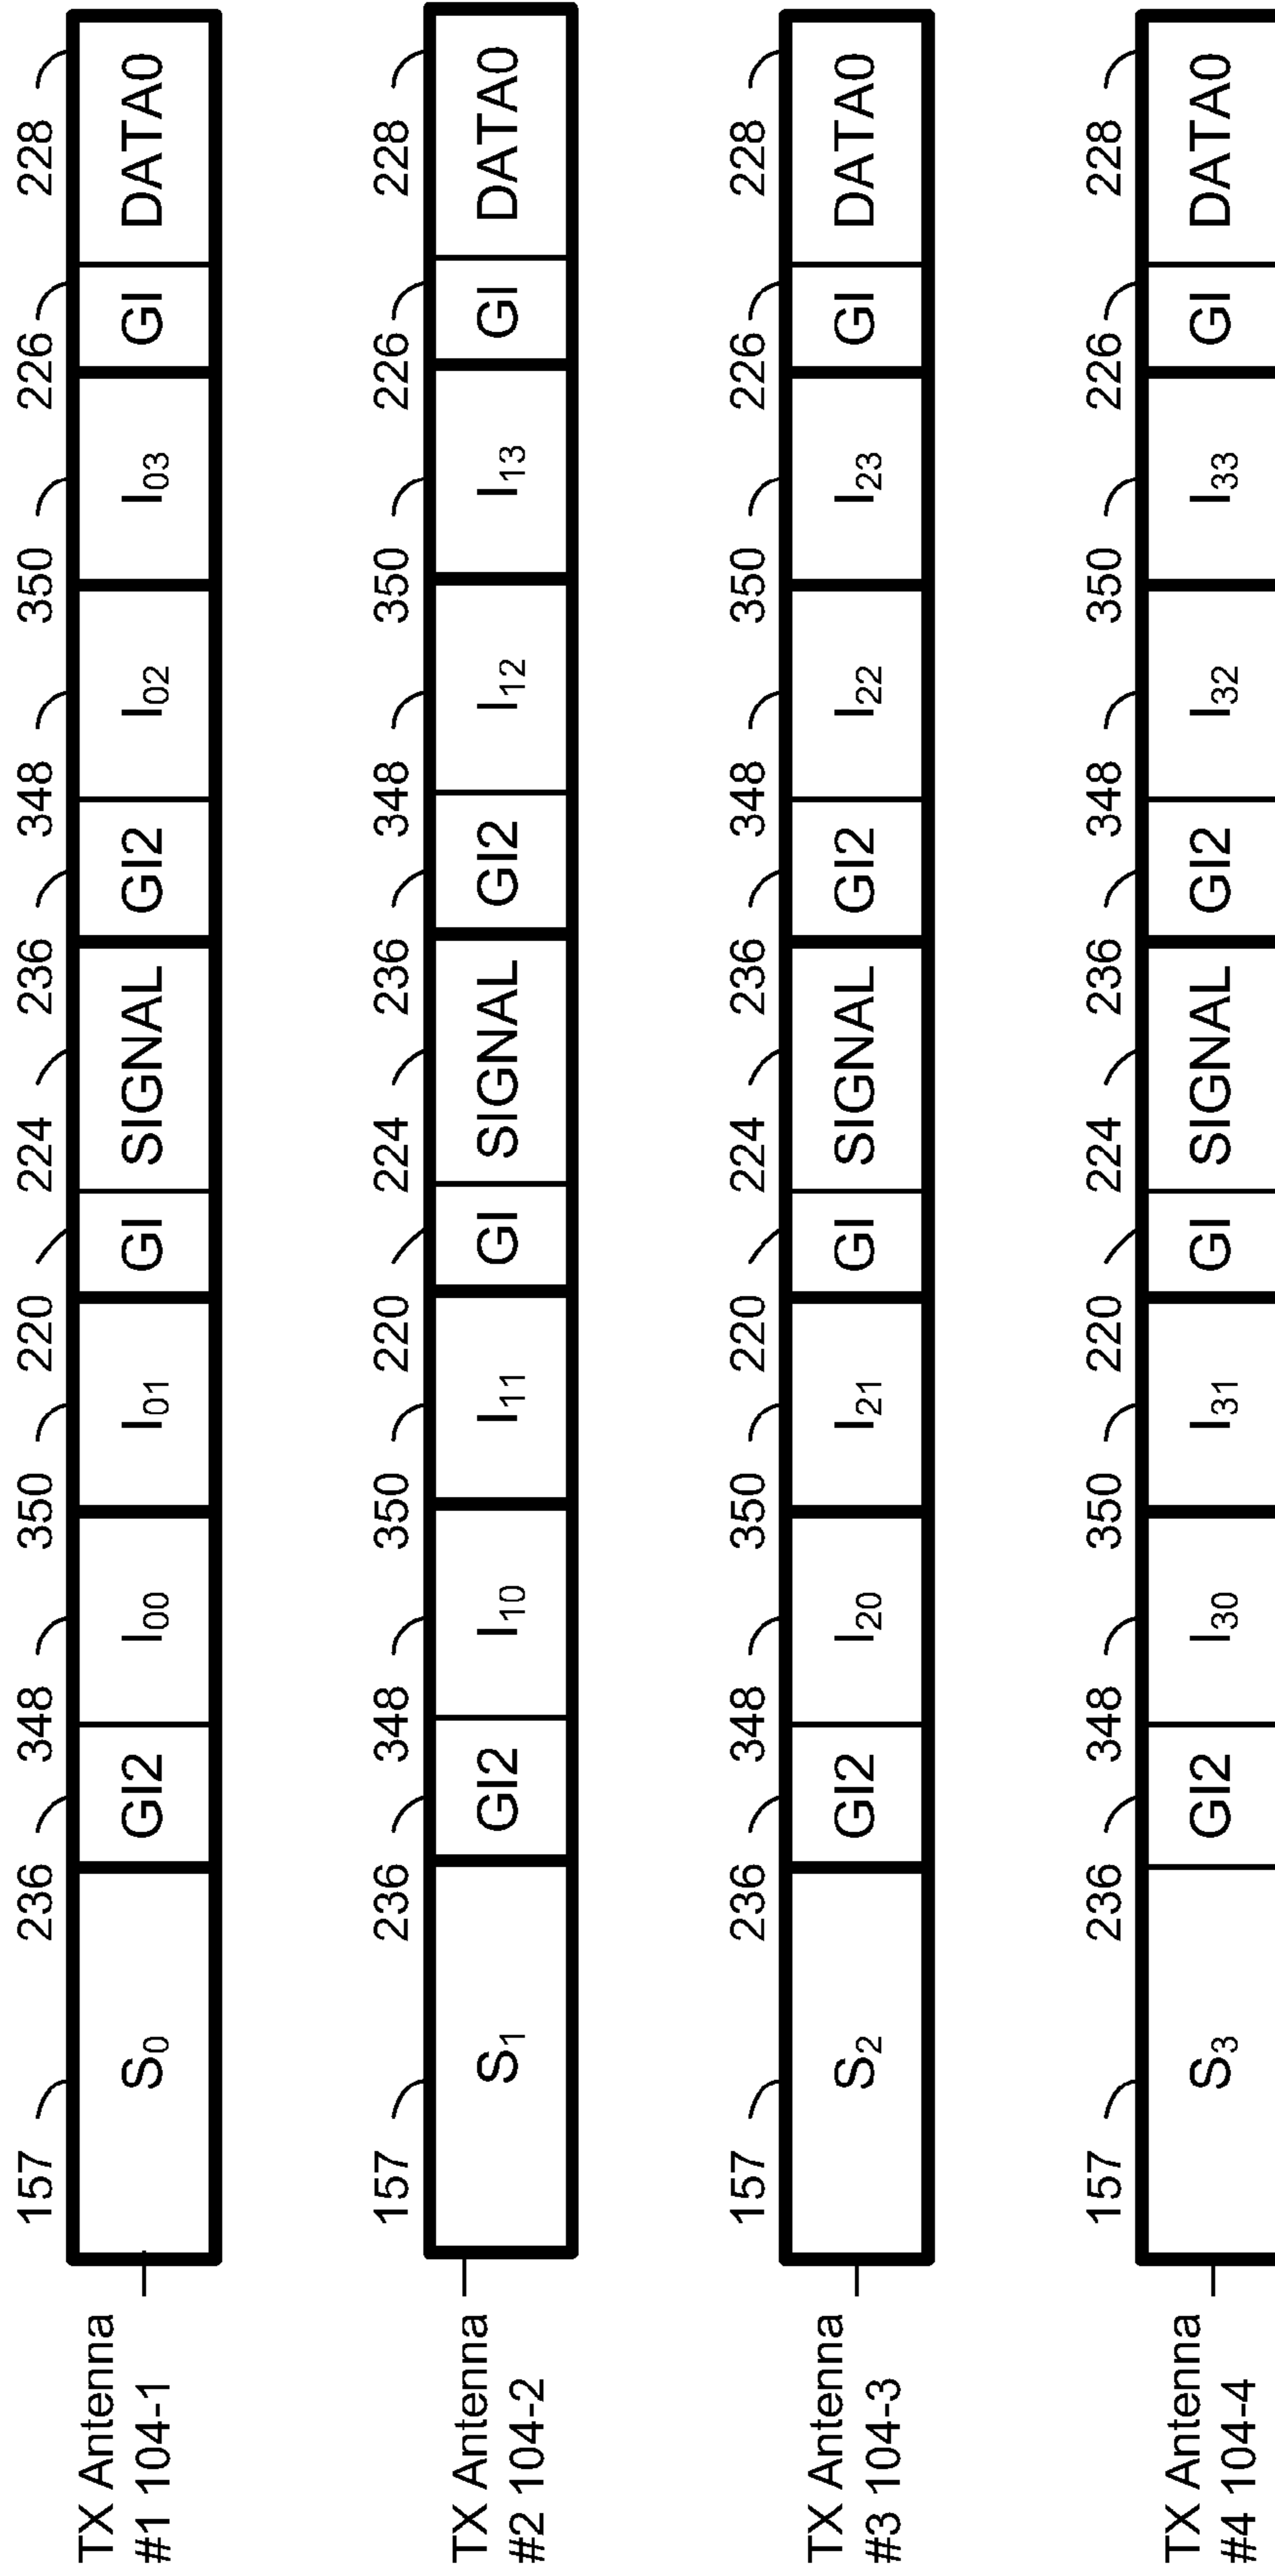 157 236 348 350 220 224 236 348 350 226 228
TX Antenna
#1 104-1
S₀ GI2 I₀₀ I₀₁ GI SIGNAL GI2 I₀₂ I₀₃ GI DATA0
157 236 348 350 220 224 236 348 350 226 228
TX Antenna
#2 104-2
S₁ GI2 I₁₀ I₁₁ GI SIGNAL GI2 I₁₂ I₁₃ GI DATA0
157 236 348 350 220 224 236 348 350 226 228
TX Antenna
#3 104-3
S₂ GI2 I₂₀ I₂₁ GI SIGNAL GI2 I₂₂ I₂₃ GI DATA0
157 236 348 350 220 224 236 348 350 226 228
TX Antenna
#4 104-4
S₃ GI2 I₃₀ I₃₁ GI SIGNAL GI2 I₃₂ I₃₃ GI DATA0